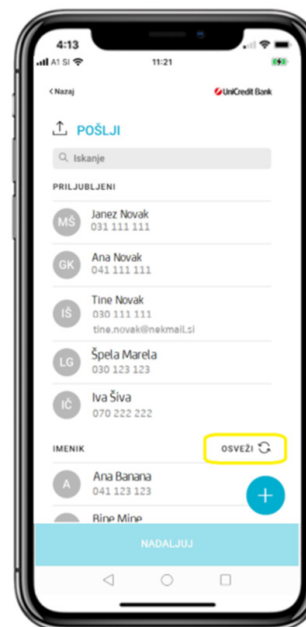 4:13
A1 SI
11:21
< Nazaj
UniCredit Bank
POŠLJI
Iskanje
PRILJUBLJENI
MŠ
Janez Novak
031 111 111
GK
Ana Novak
041 111 111
IŠ
Tine Novak
030 111 111
tine.novak@nekmail.si
LG
Špela Marela
030 123 123
IČ
Iva Šiva
070 222 222
IMENIK
OSVEŽI
A
Ana Banana
041 123 123
+
Bine Mine
NADALJUJ